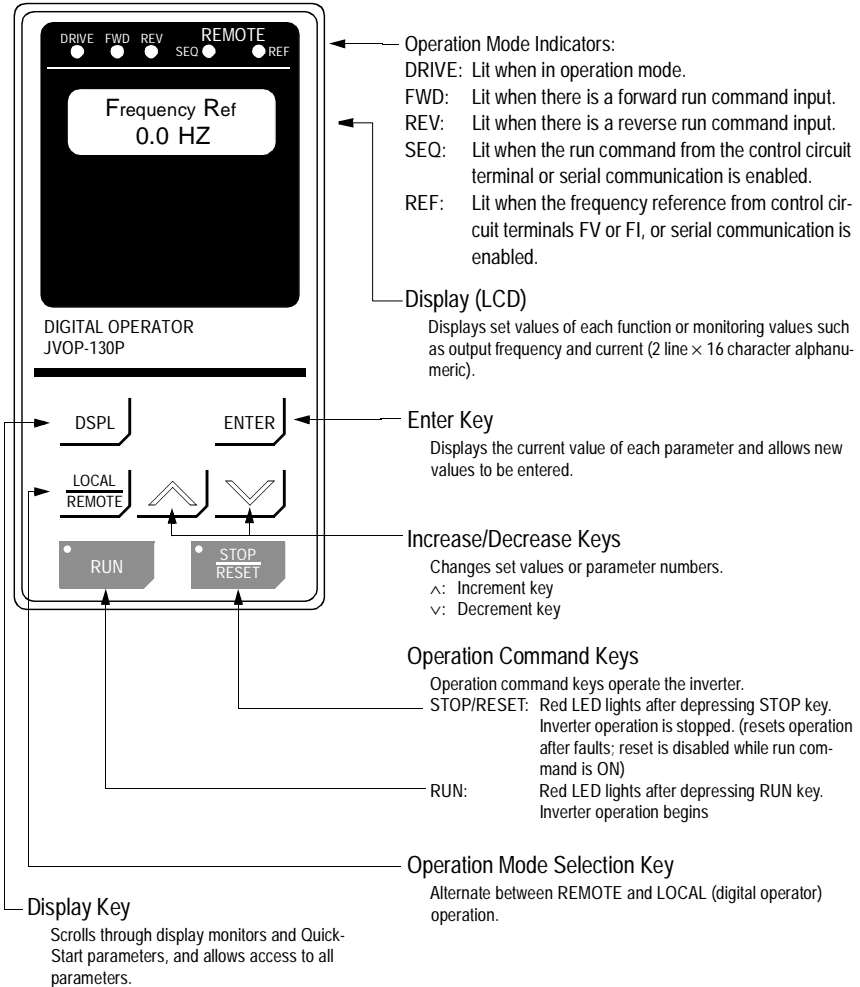 DRIVE FWD REV REMOTE
SEQ REF
Frequency Ref
0.0 HZ
DIGITAL OPERATOR
JVOP-130P
DSPL
ENTER
LOCAL
REMOTE
RUN
STOP
RESET
Operation Mode Indicators:
DRIVE: Lit when in operation mode.
FWD: Lit when there is a forward run command input.
REV: Lit when there is a reverse run command input.
SEQ: Lit when the run command from the control circuit
terminal or serial communication is enabled.
REF: Lit when the frequency reference from control cir-
cuit terminals FV or FI, or serial communication is
enabled.
Display (LCD)
Displays set values of each function or monitoring values such
as output frequency and current (2 line × 16 character alphanu-
meric).
Enter Key
Displays the current value of each parameter and allows new
values to be entered.
Increase/Decrease Keys
Changes set values or parameter numbers.
∧: Increment key
∨: Decrement key
Operation Command Keys
Operation command keys operate the inverter.
STOP/RESET: Red LED lights after depressing STOP key.
Inverter operation is stopped. (resets operation
after faults; reset is disabled while run com-
mand is ON)
RUN: Red LED lights after depressing RUN key.
Inverter operation begins
Operation Mode Selection Key
Alternate between REMOTE and LOCAL (digital operator)
operation.
Display Key
Scrolls through display monitors and Quick-
Start parameters, and allows access to all
parameters.